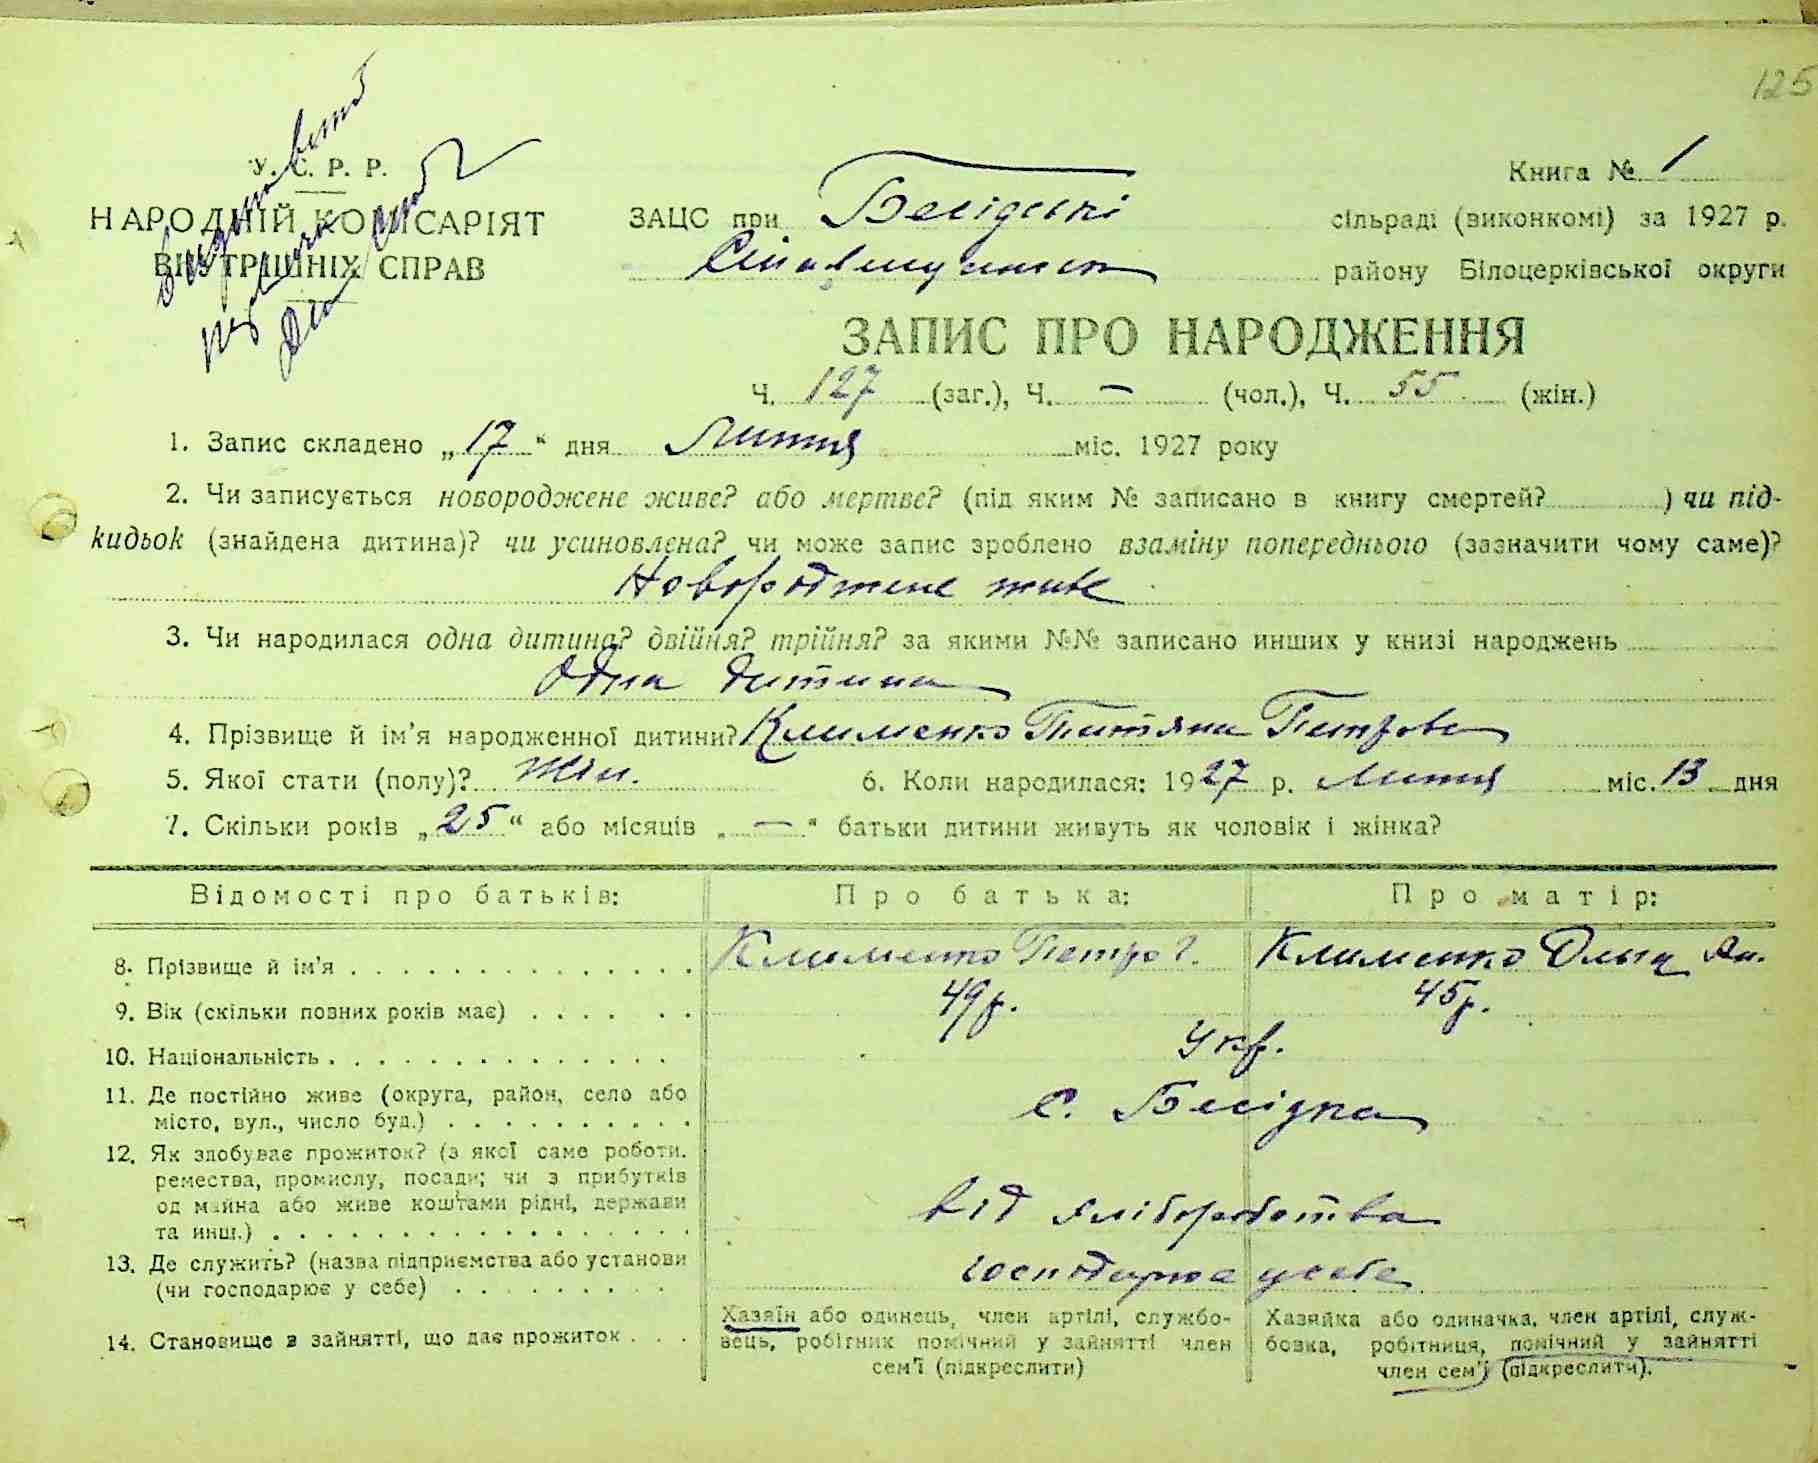 125
У. С. Р. Р.
НАРОДНІЙ КОМІСАРІЯТ
ВНУТРІШНІХ СПРАВ
Книга № 1
ЗАЦС при Бесідські сільраді (виконкомі) за 1927 р.
району Білоцерківської округи
ЗАПИС ПРО НАРОДЖЕННЯ
Ч. 127 (заг.), Ч. — (чол.), Ч. 55 (жін.)
1. Запис складено „17“ дня Липня міс. 1927 року
2. Чи записується новороджене живе? або мертве? (під яким № записано в книгу смертей? ) чи під-
кидьок (знайдена дитина)? чи усиновлена? чи може запис зроблено взаміну попереднього (зазначити чому саме)?
Новороджене живе
3. Чи народилася одна дитина? двійня? трійня? за якими №№ записано инших у книзі народжень
Одна дитина
4. Прізвище й ім'я народженної дитини? Клименко Титяна Петрова
5. Якої стати (полу)? Жін. 6. Коли народилася: 1927 р. Липня міс. 13 дня
7. Скільки років „25“ або місяців „—“ батьки дитини живуть як чоловік і жінка?
Відомості про батьків: Про батька: Про матір:
8. Прізвище й ім'я Клименко Петро Г. Клименко Ольга Ян.
9. Вік (скільки повних років має) 49р. 45р.
10. Національність Укр.
11. Де постійно живе (округа, район, село або
місто, вул., число буд.) с. Бесідка
12. Як здобуває прожиток? (з якої саме роботи.
ремества, промислу, посади; чи з прибутків
од майна або живе коштами рідні, держави
та инш.) від хліборобства
13. Де служить? (назва підприємства або установи
(чи господарює у себе) господарює у себе
14. Становище в зайнятті, що дає прожиток
Хазяїн або одинець, член артілі, службо-
вець, робітник помічний у зайнятті член
сем'ї (підкреслити)
Хазяйка або одиначка, член артілі, служ-
бовка, робітниця, помічний у зайнятті
член сем'ї (підкреслити).